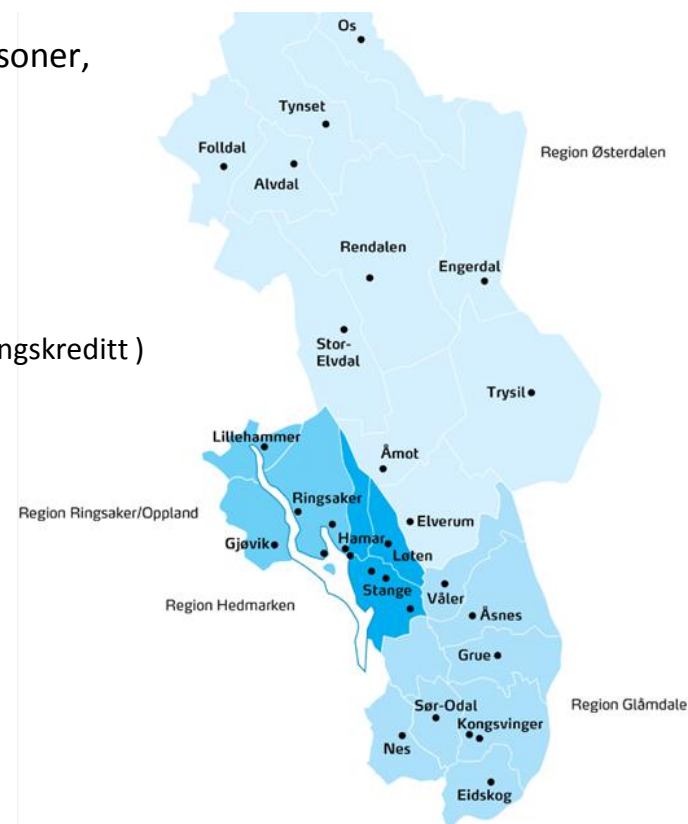 soner,
ngskreditt )
Os
Tynset
Folldal
Alvdal
Region Østerdalen
Rendalen
Engerdal
Stor-
Elvdal
Trysil
Lillehammer
Åmot
Ringsaker
Region Ringsaker/Oppland
Elverum
Gjøvik
Hamar
Løten
Stange
Region Hedmarken
Våler
Åsnes
Grue
Sør-Odal
Region Glåmdale
Kongsvinger
Nes
Eidskog